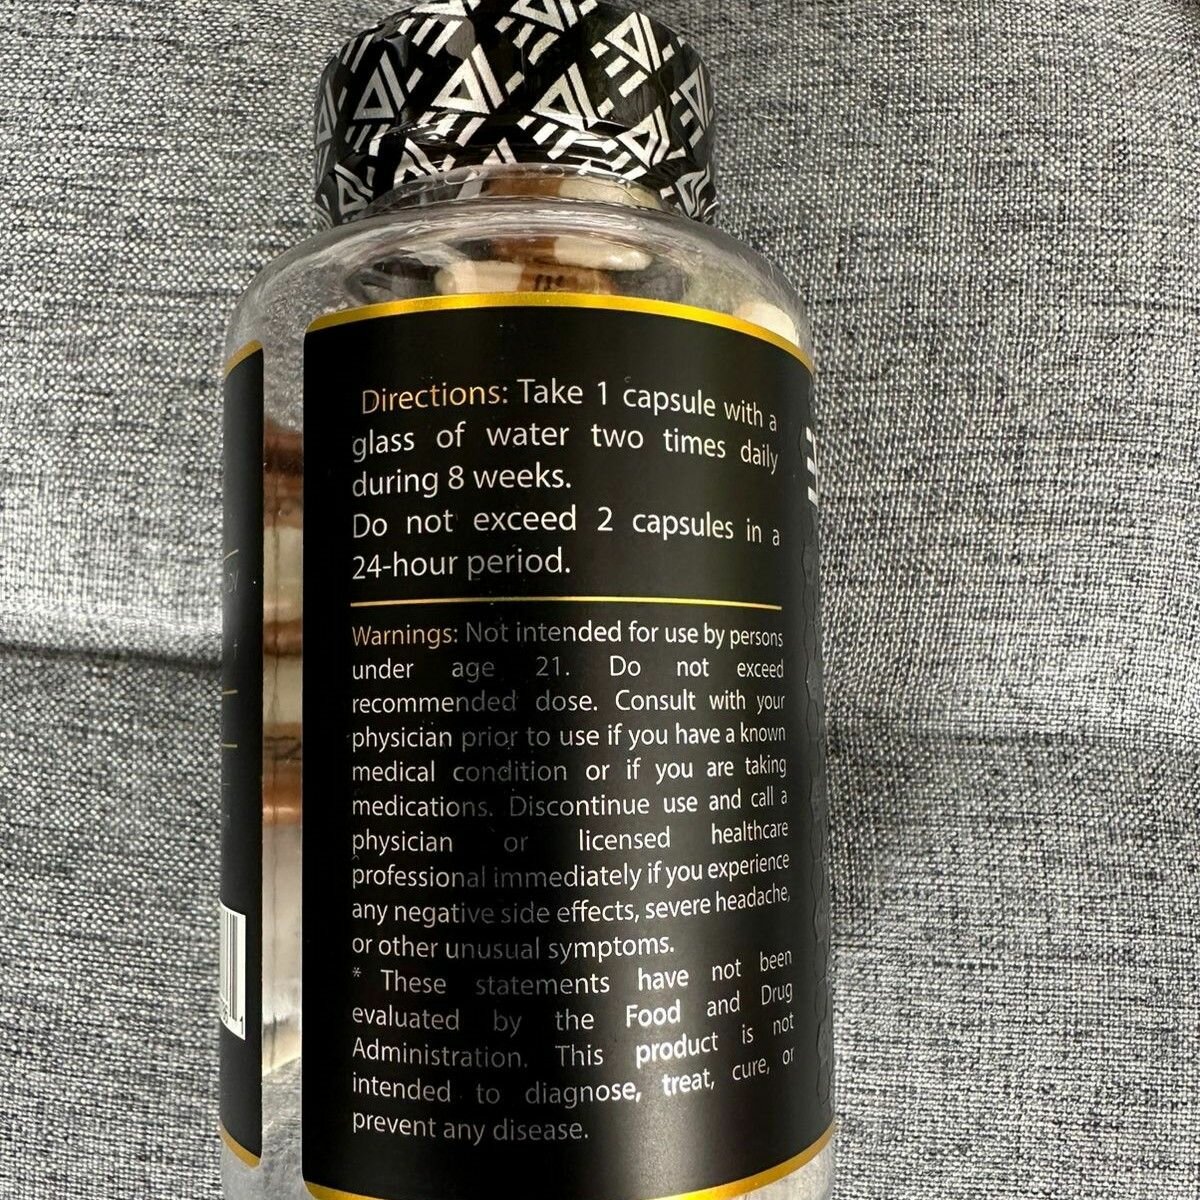 Directions: Take 1 capsule with a
glass of water two times daily
during 8 weeks.
Do not exceed 2 capsules in a
24-hour period.
Warnings: Not intended for use by persons
under age 21. Do not exceed
recommended dose. Consult with your
physician prior to use if you have a known
medical condition or if you are taking
medications. Discontinue use and call a
physician or licensed healthcare
professional immediately if you experience
any negative side effects, severe headache,
or other unusual symptoms.
* These statements have not been
evaluated by the Food and Drug
Administration. This product is not
intended to diagnose, treat, cure, or
prevent any disease.